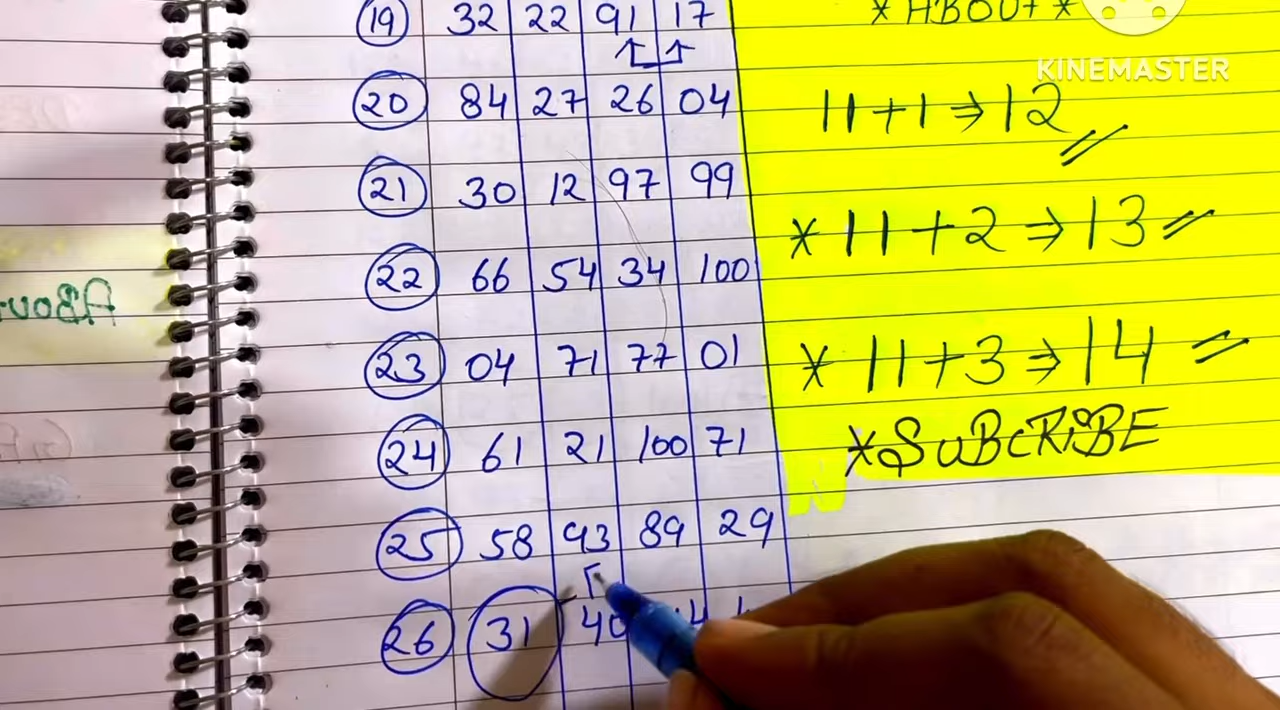 19 32 22 91 17
20 84 27 26 04
21 30 12 97 99
22 66 54 34 100
23 04 71 77 01
24 61 21 100 71
25 58 93 89 29
26 31 40
* ABOUT *
KINEMASTER
11+1⇒12
* 11+2⇒13
* 11+3⇒14
*SUBCRiBE